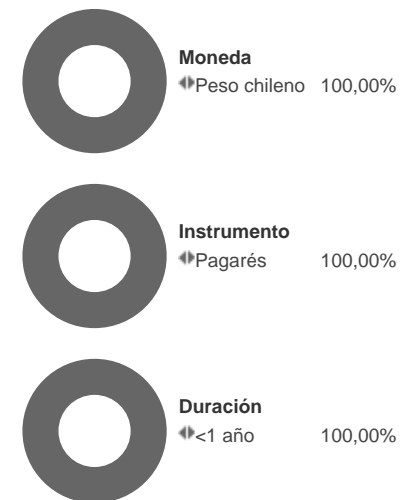 Moneda
Peso chileno 100,00%
Instrumento
Pagarés 100,00%
Duración
<1 año 100,00%